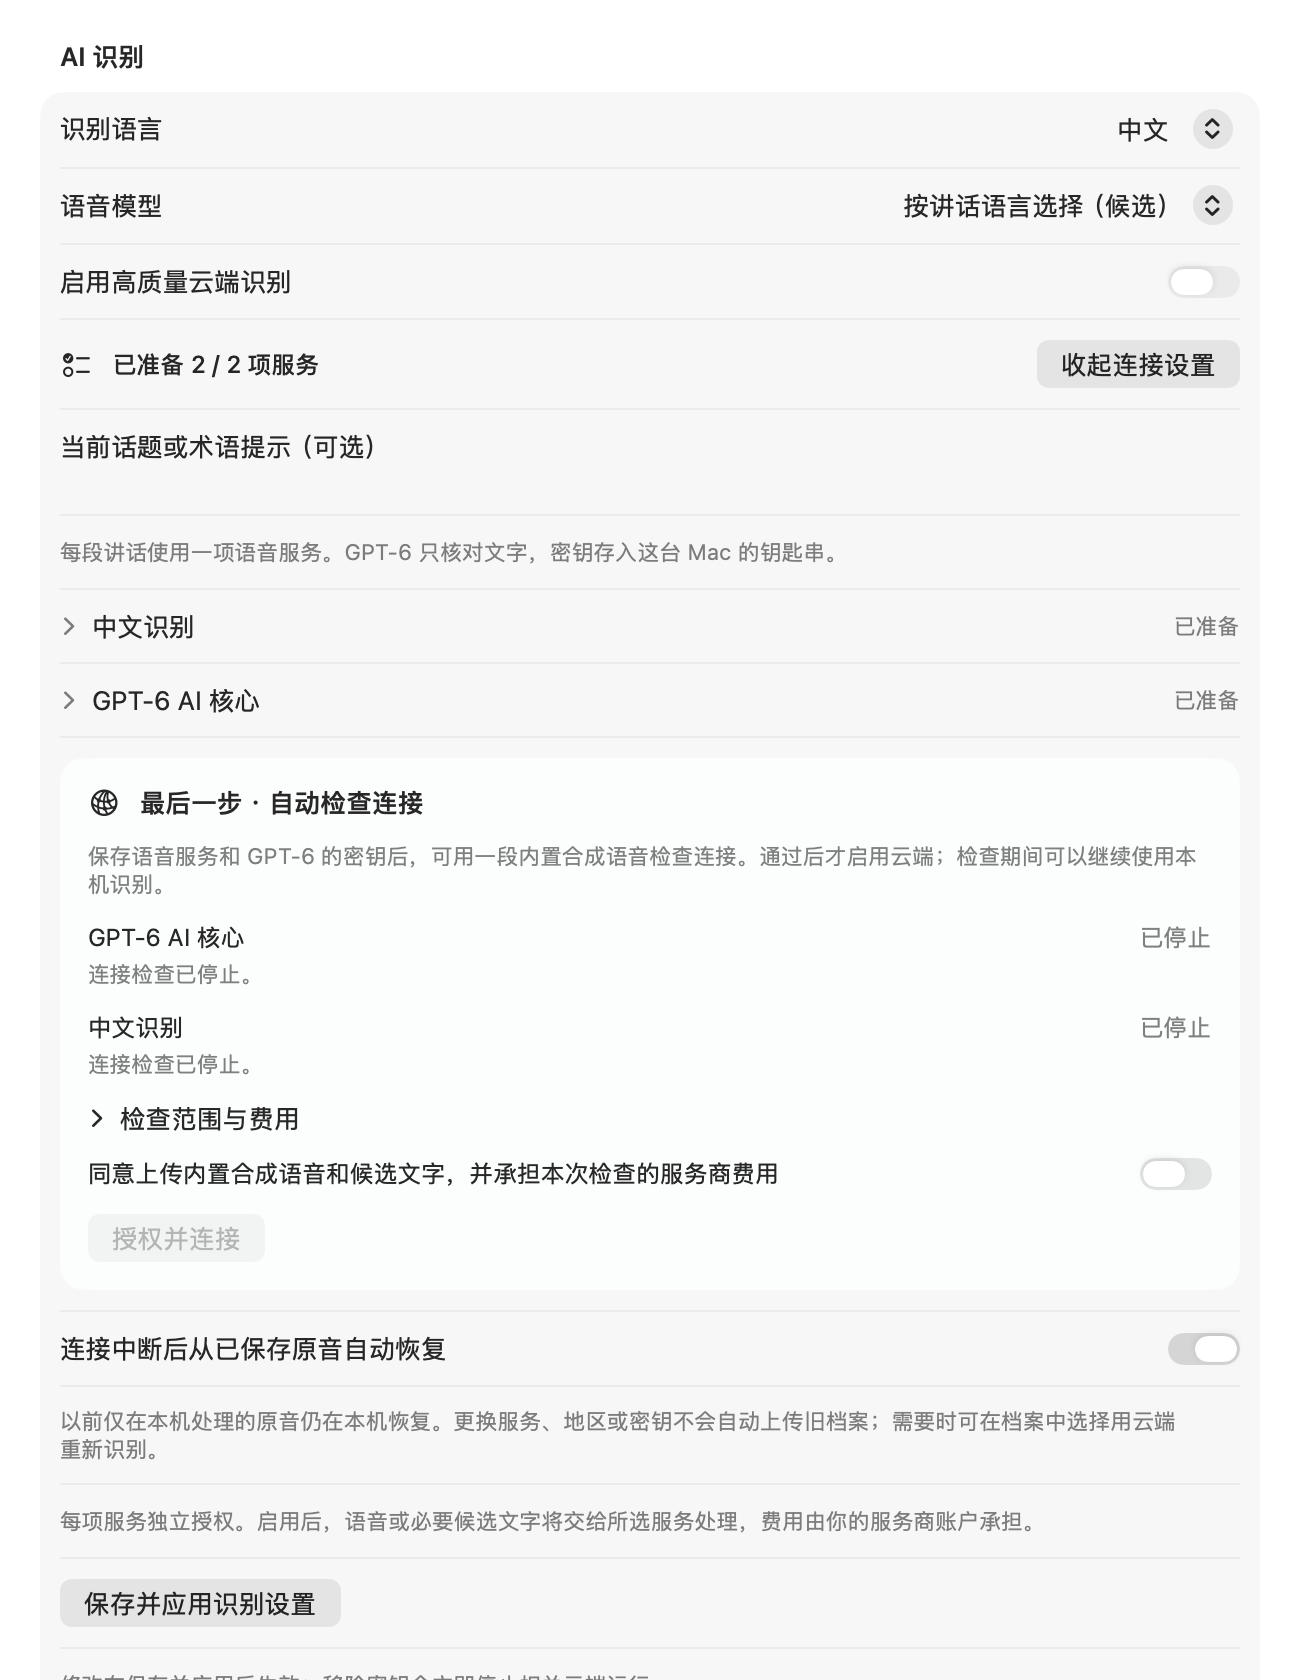 AI 识别
识别语言
中文
语音模型
按讲话语言选择（候选）
启用高质量云端识别
已准备 2 / 2 项服务
收起连接设置
当前话题或术语提示（可选）
每段讲话使用一项语音服务。GPT-6 只核对文字，密钥存入这台 Mac 的钥匙串。
中文识别
已准备
GPT-6 AI 核心
已准备
最后一步 · 自动检查连接
保存语音服务和 GPT-6 的密钥后，可用一段内置合成语音检查连接。通过后才启用云端；检查期间可以继续使用本
机识别。
GPT-6 AI 核心
已停止
连接检查已停止。
中文识别
已停止
连接检查已停止。
检查范围与费用
同意上传内置合成语音和候选文字，并承担本次检查的服务商费用
授权并连接
连接中断后从已保存原音自动恢复
以前仅在本机处理的原音仍在本机恢复。更换服务、地区或密钥不会自动上传旧档案；需要时可在档案中选择用云端
重新识别。
每项服务独立授权。启用后，语音或必要候选文字将交给所选服务处理，费用由你的服务商账户承担。
保存并应用识别设置